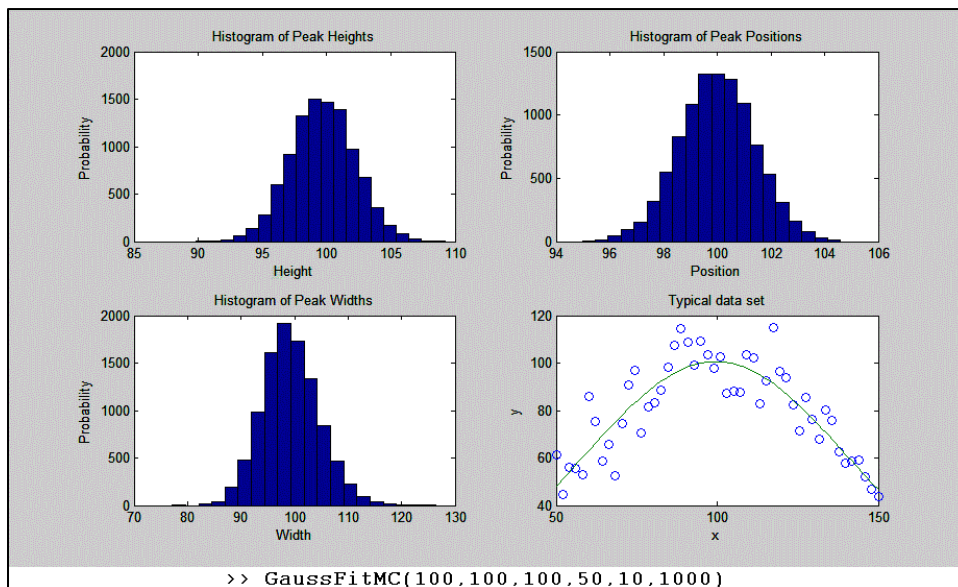 Histogram of Peak Heights
2000
1500
1000
500
0
Probability
85 90 95 100 105 110
Height
Histogram of Peak Positions
1500
1000
500
0
Probability
94 96 98 100 102 104 106
Position
Histogram of Peak Widths
2000
1500
1000
500
0
Probability
70 80 90 100 110 120 130
Width
Typical data set
120
100
80
60
40
y
50 100 150
x
>> GaussFitMC(100,100,100,50,10,1000)